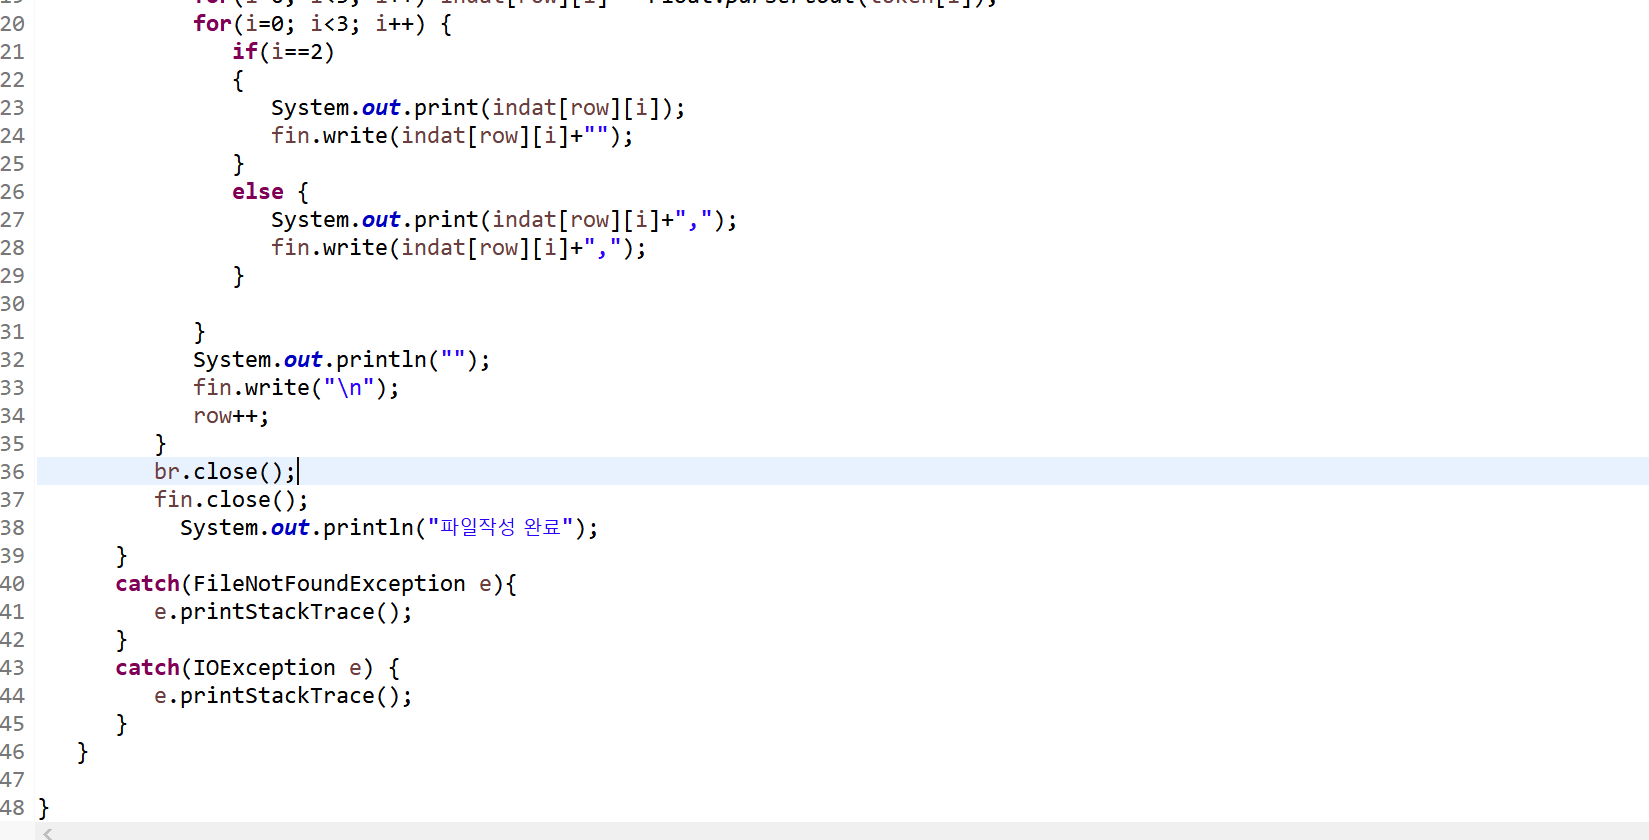 20 for(i=0; i<3; i++) {
21 if(i==2)
22 {
23 System.out.print(indat[row][i]);
24 fin.write(indat[row][i]+"");
25 }
26 else {
27 System.out.print(indat[row][i]+",");
28 fin.write(indat[row][i]+",");
29 }
30
31 }
32 System.out.println("");
33 fin.write("\n");
34 row++;
35 }
36 br.close();
37 fin.close();
38 System.out.println("파일작성 완료");
39 }
40 catch(FileNotFoundException e){
41 e.printStackTrace();
42 }
43 catch(IOException e) {
44 e.printStackTrace();
45 }
46 }
47
48 }